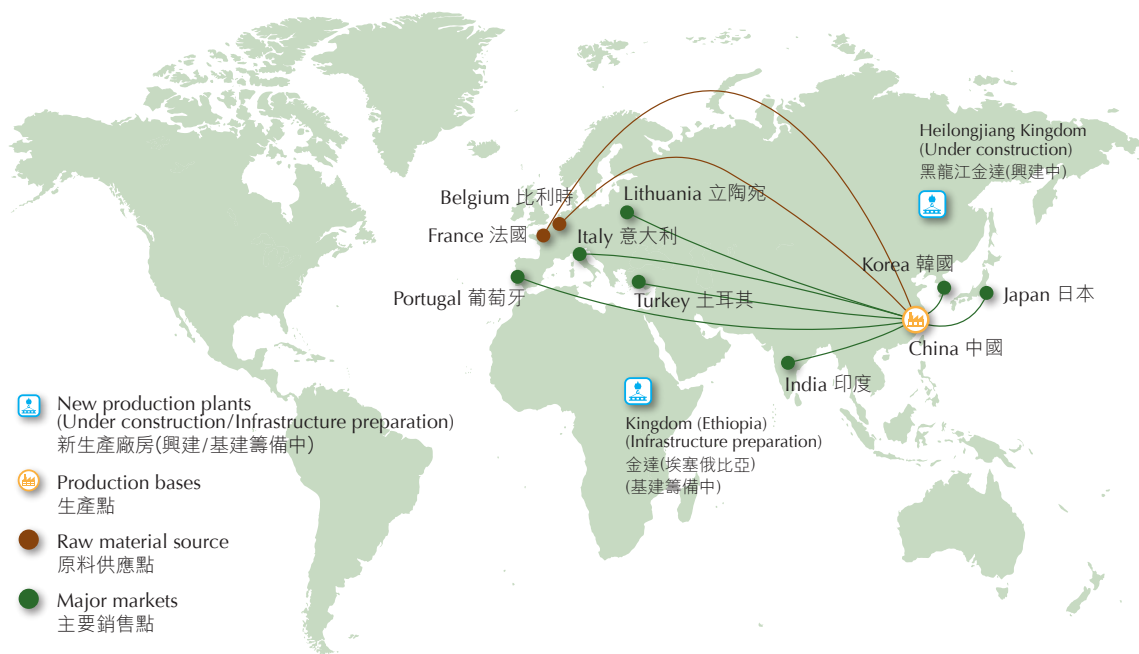 Heilongjiang Kingdom
(Under construction)
黑龍江金達(興建中)
Belgium 比利時
Lithuania 立陶宛
France 法國
Italy 意大利
Korea 韓國
Portugal 葡萄牙
Turkey 土耳其
Japan 日本
China 中國
India 印度
New production plants
(Under construction/Infrastructure preparation)
新生產廠房(興建/基建籌備中)
Kingdom (Ethiopia)
(Infrastructure preparation)
金達(埃塞俄比亞)
(基建籌備中)
Production bases
生產點
Raw material source
原料供應點
Major markets
主要銷售點